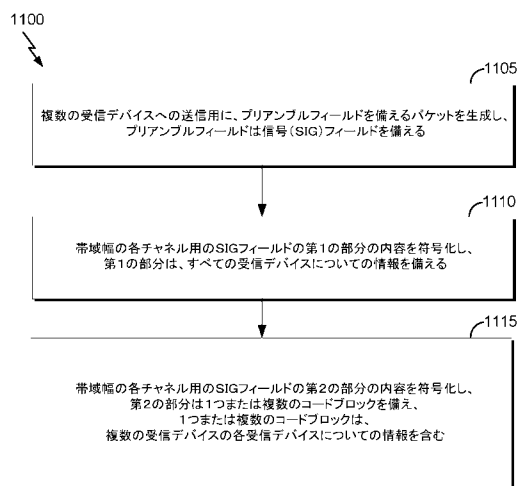 1100
1105
複数の受信デバイスへの送信用に、プリアンブルフィールドを備えるパケットを生成し、
プリアンブルフィールドは信号(SIG)フィールドを備える
1110
帯域幅の各チャネル用のSIGフィールドの第1の部分の内容を符号化し、
第1の部分は、すべての受信デバイスについての情報を備える
1115
帯域幅の各チャネル用のSIGフィールドの第2の部分の内容を符号化し、
第2の部分は1つまたは複数のコードブロックを備え、
1つまたは複数のコードブロックは、
複数の受信デバイスの各受信デバイスについての情報を含む